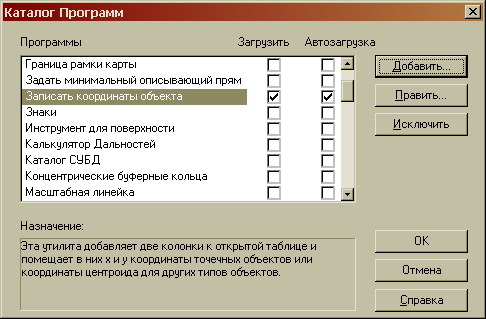 Каталог Программ
Программы Загрузить Автозагрузка
Граница рамки карты
Задать минимальный описывающий прям
Записать координаты объекта
Знаки
Инструмент для поверхности
Калькулятор Дальностей
Каталог СУБД
Концентрические буферные кольца
Масштабная линейка
Добавить...
Править...
Исключить
Назначение:
Эта утилита добавляет две колонки к открытой таблице и
помещает в них x и y координаты точечных объектов или
координаты центроида для других типов объектов.
OK
Отмена
Справка